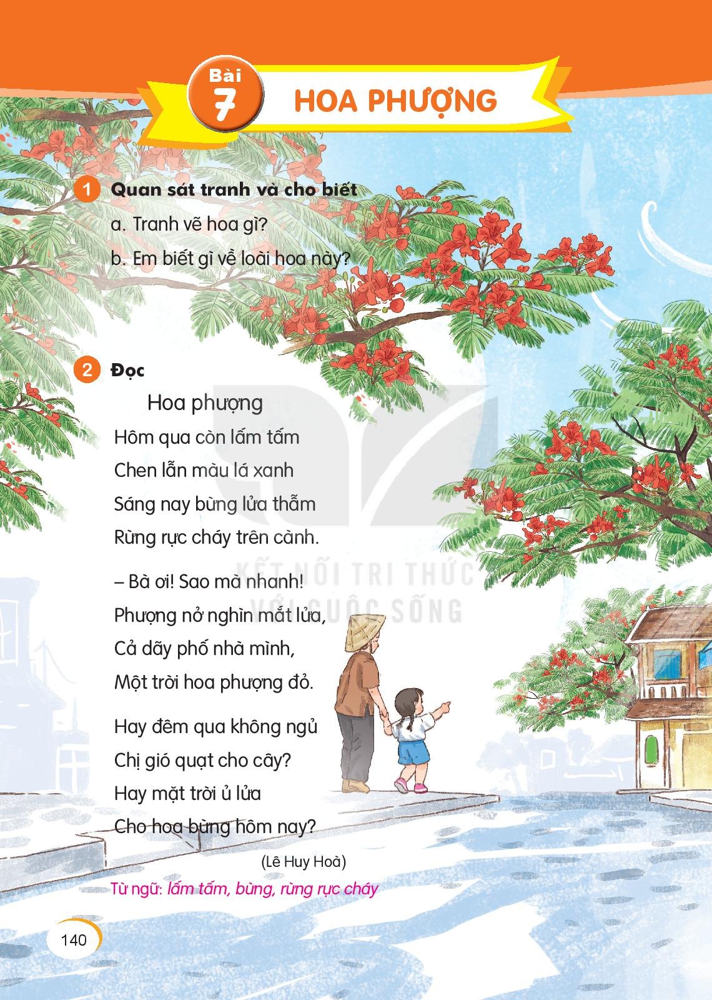 Bài
7
HOA PHƯỢNG
1 Quan sát tranh và cho biết
a. Tranh vẽ hoa gì?
b. Em biết gì về loài hoa này?
2 Đọc
Hoa phượng
Hôm qua còn lấm tấm
Chen lẫn màu lá xanh
Sáng nay bừng lửa thẫm
Rừng rực cháy trên cành.
– Bà ơi! Sao mà nhanh!
Phượng nở nghìn mắt lửa,
Cả dãy phố nhà mình,
Một trời hoa phượng đỏ.
Hay đêm qua không ngủ
Chị gió quạt cho cây?
Hay mặt trời ủ lửa
Cho hoa bừng hôm nay?
(Lê Huy Hoà)
Từ ngữ: lấm tấm, bừng, rừng rực cháy
KẾT NỐI TRI THỨC
VỚI CUỘC SỐNG
140